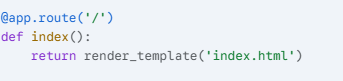 @app.route('/')
def index():
    return render_template('index.html')